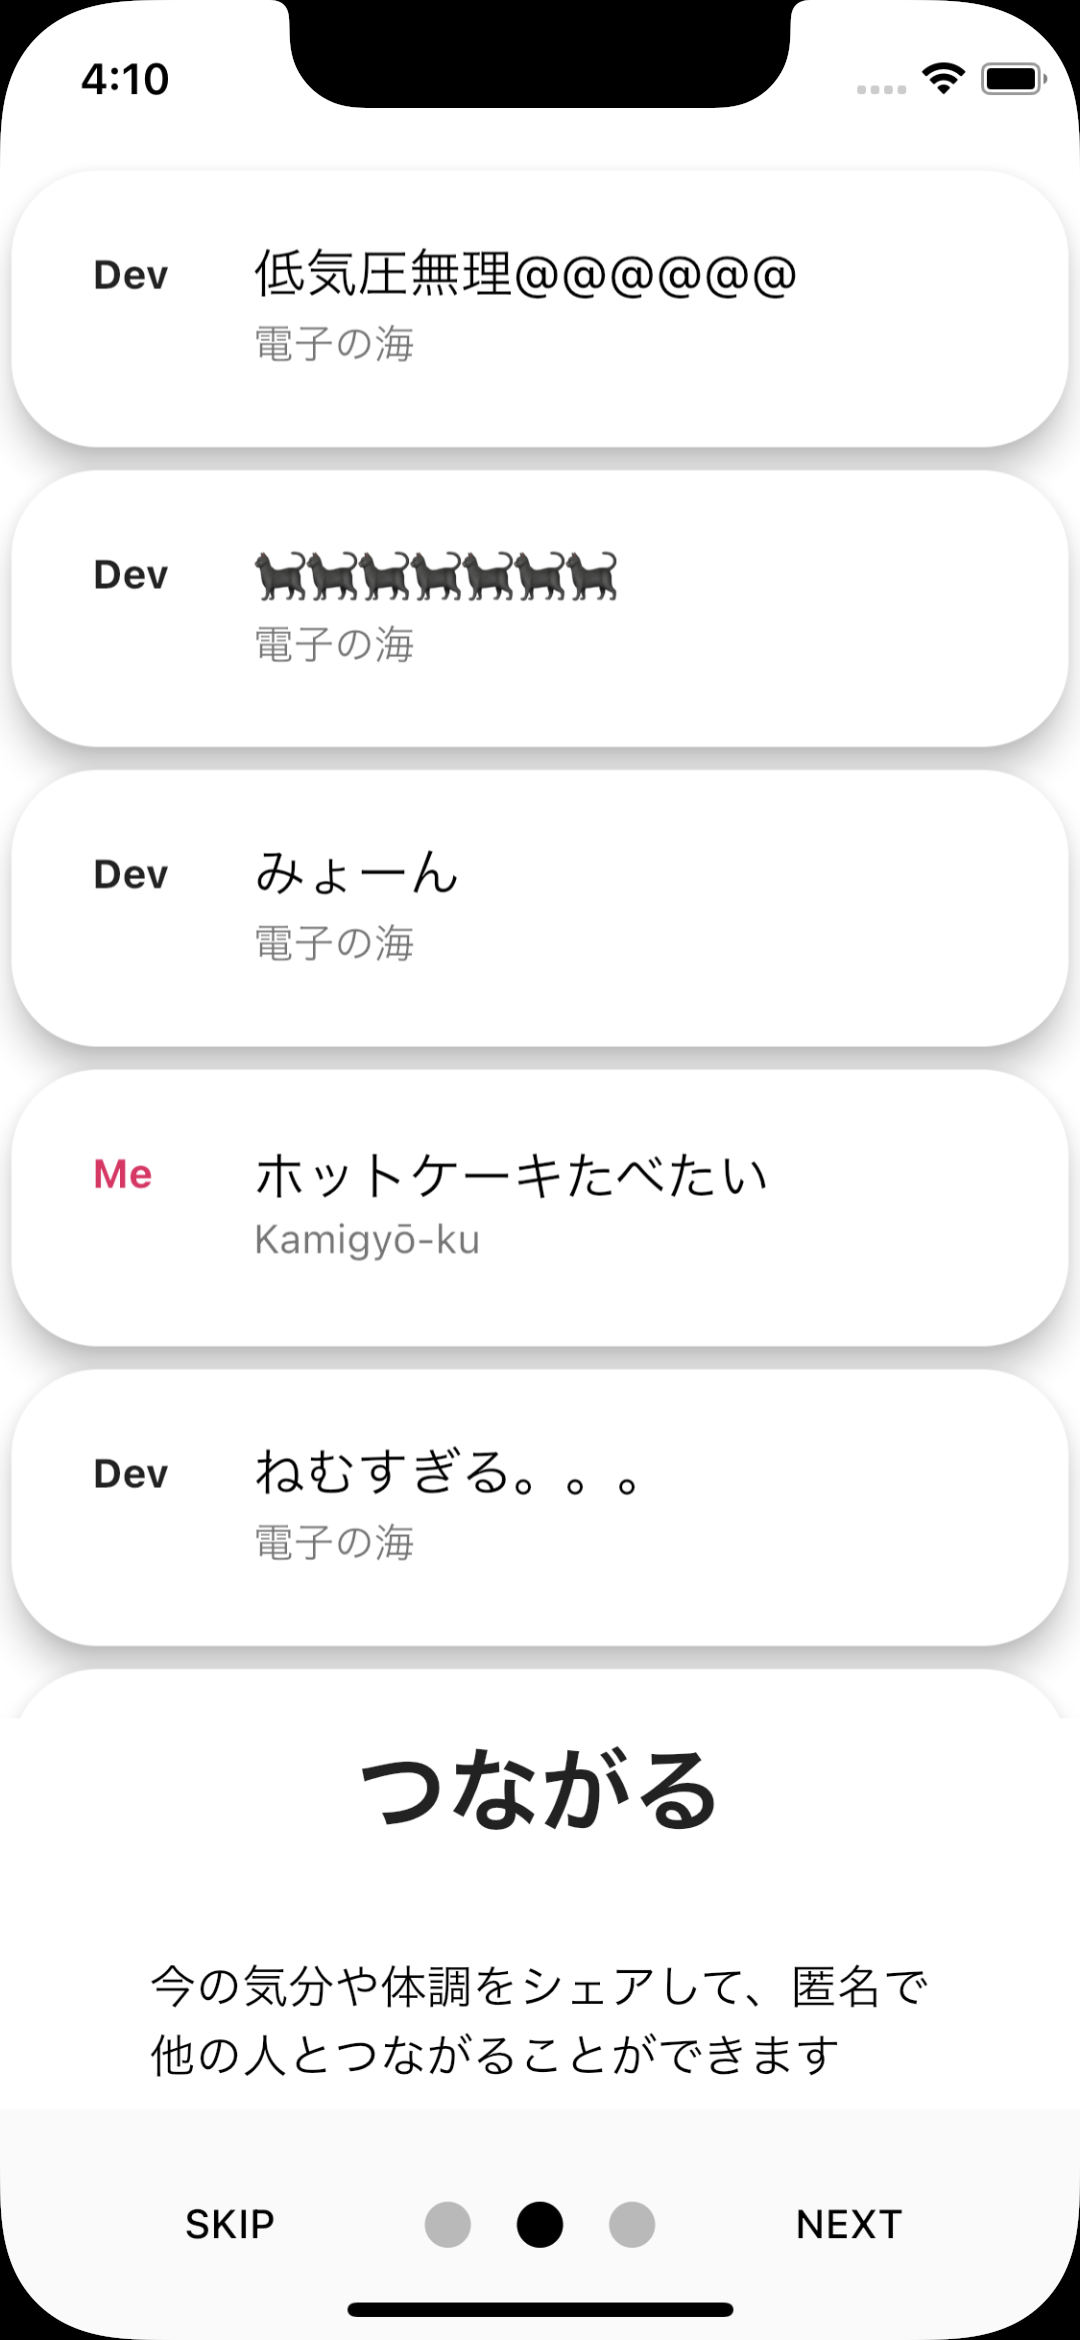 4:10
Dev 低気圧無理@@@@@@
電子の海
Dev 🐈‍⬛🐈‍⬛🐈‍⬛🐈‍⬛🐈‍⬛🐈‍⬛🐈‍⬛
電子の海
Dev みょーん
電子の海
Me ホットケーキたべたい
Kamigyō-ku
Dev ねむすぎる。。。
電子の海
つながる
今の気分や体調をシェアして、匿名で
他の人とつながることができます
SKIP NEXT